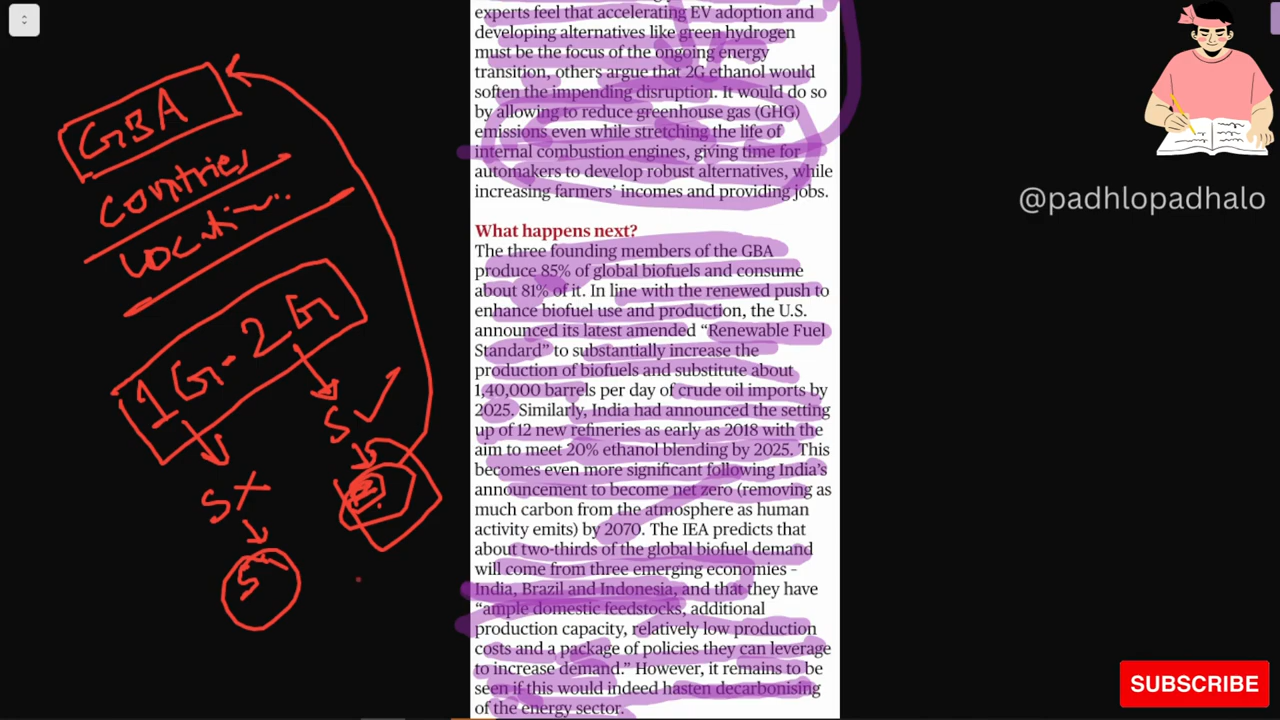 GBA
Countries
1G-2G
S
S
S
E
experts feel that accelerating EV adoption and
developing alternatives like green hydrogen
must be the focus of the ongoing energy
transition, others argue that 2G ethanol would
soften the impending disruption. It would do so
by allowing to reduce greenhouse gas (GHG)
emissions even while stretching the life of
internal combustion engines, giving time for
automakers to develop robust alternatives, while
increasing farmers’ incomes and providing jobs.
What happens next?
The three founding members of the GBA
produce 85% of global biofuels and consume
about 81% of it. In line with the renewed push to
enhance biofuel use and production, the U.S.
announced its latest amended “Renewable Fuel
Standard” to substantially increase the
production of biofuels and substitute about
1,40,000 barrels per day of crude oil imports by
2025. Similarly, India had announced the setting
up of 12 new refineries as early as 2018 with the
aim to meet 20% ethanol blending by 2025. This
becomes even more significant following India’s
announcement to become net zero (removing as
much carbon from the atmosphere as human
activity emits) by 2070. The IEA predicts that
about two-thirds of the global biofuel demand
will come from three emerging economies –
India, Brazil and Indonesia, and that they have
“ample domestic feedstocks, additional
production capacity, relatively low production
costs and a package of policies they can leverage
to increase demand.” However, it remains to be
seen if this would indeed hasten decarbonising
of the energy sector.
@padhlopadhalo
SUBSCRIBE